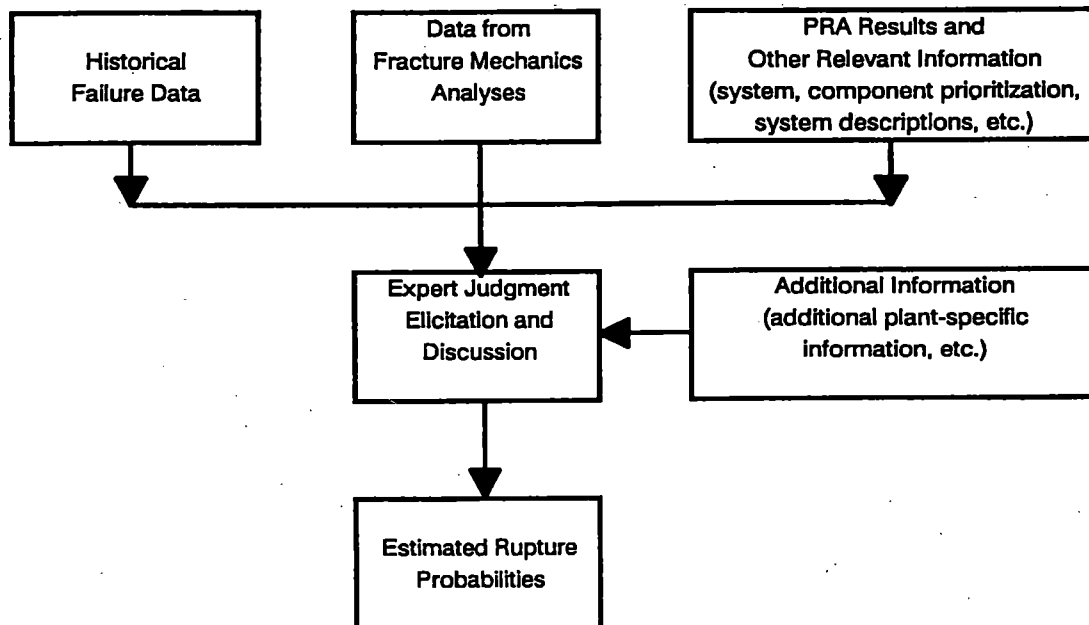 Historical
Failure Data
Data from
Fracture Mechanics
Analyses
PRA Results and
Other Relevant Information
(system, component prioritization,
system descriptions, etc.)
Expert Judgment
Elicitation and
Discussion
Additional Information
(additional plant-specific
information, etc.)
Estimated Rupture
Probabilities